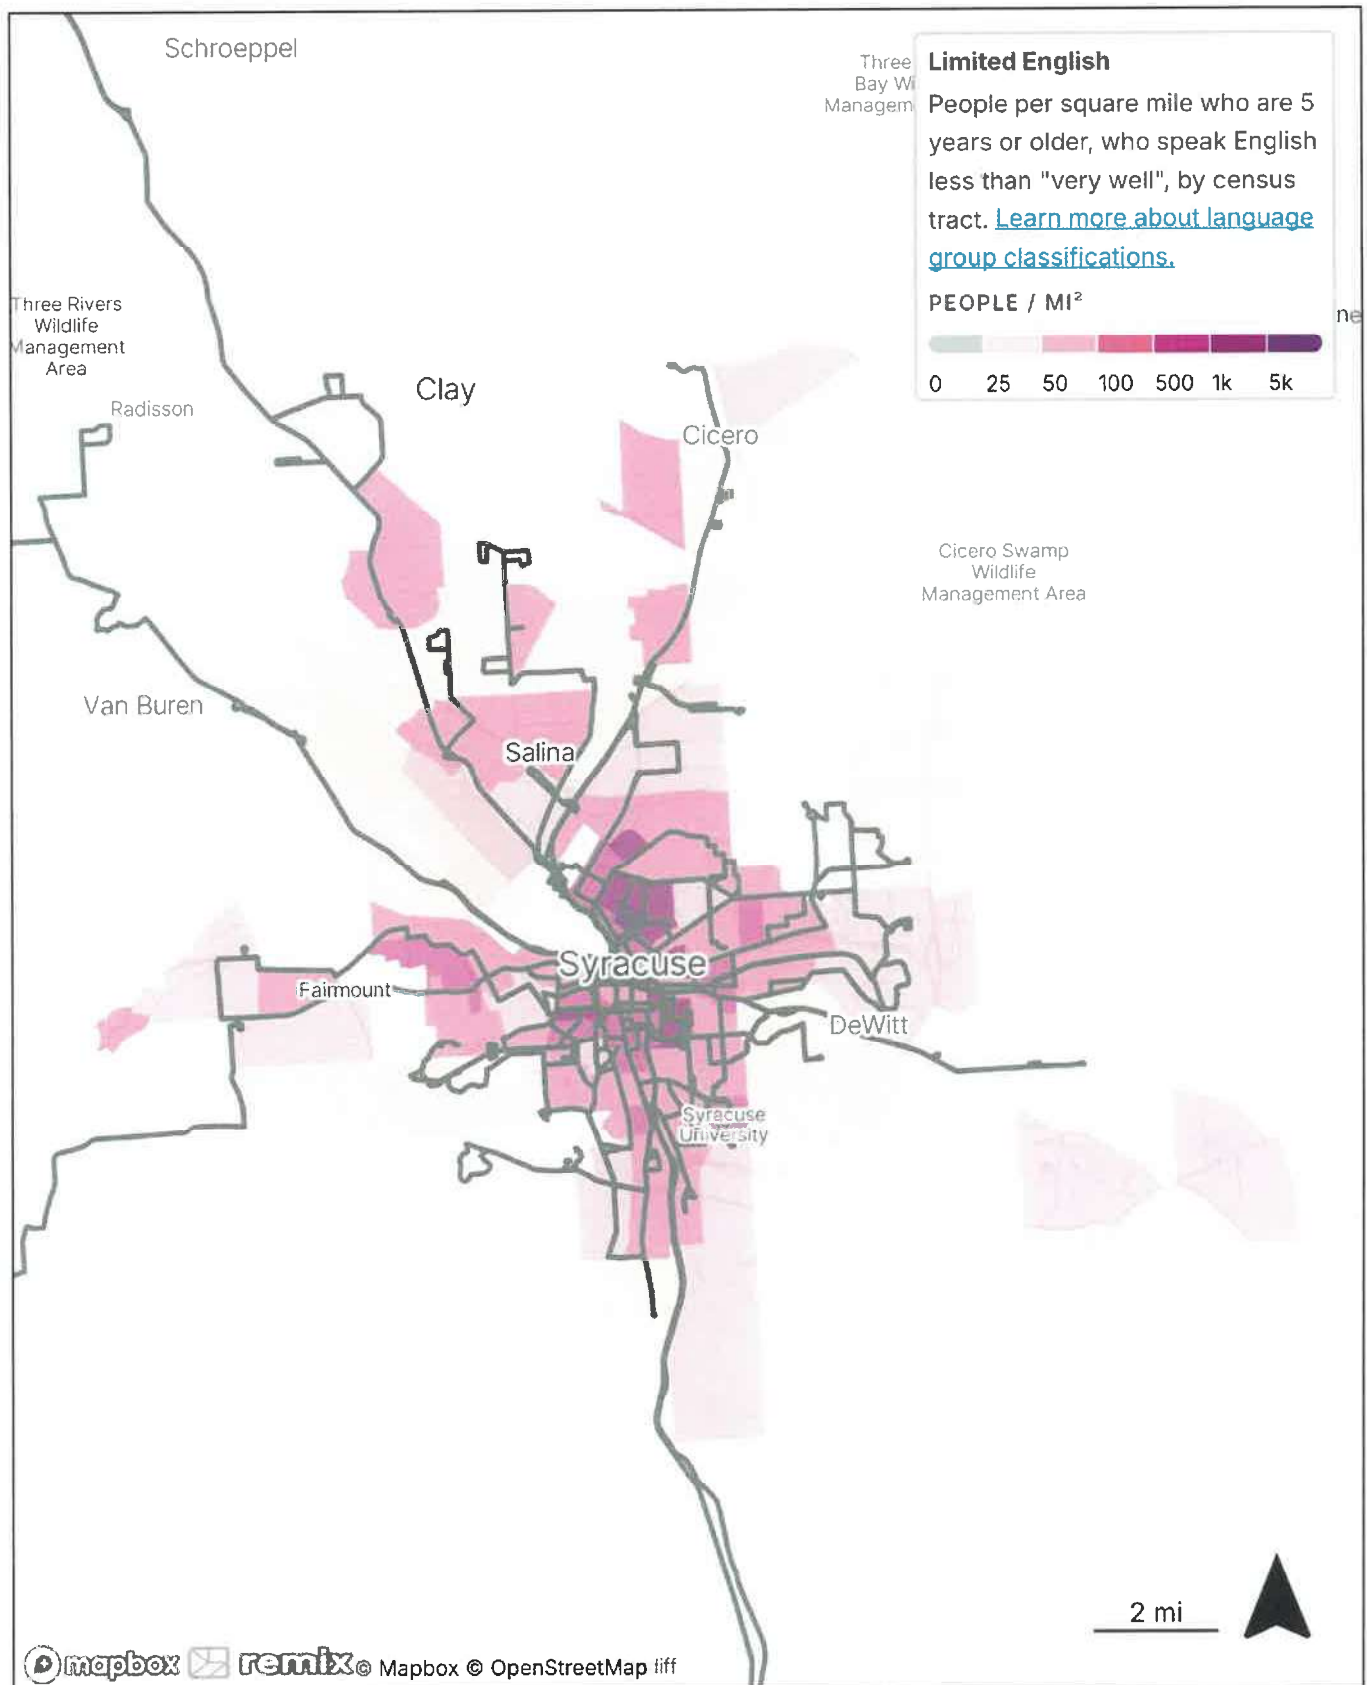 Schroeppel
Three
Bay Wi
Managem
Limited English
People per square mile who are 5
years or older, who speak English
less than "very well", by census
tract. Learn more about language
group classifications.
PEOPLE / MI²
0 25 50 100 500 1k 5k
ne
Three Rivers
Wildlife
Management
Area
Radisson
Clay
Cicero
Cicero Swamp
Wildlife
Management Area
Van Buren
Salina
Syracuse
Fairmount
DeWitt
Syracuse
University
2 mi
mapbox remix © Mapbox © OpenStreetMap liff